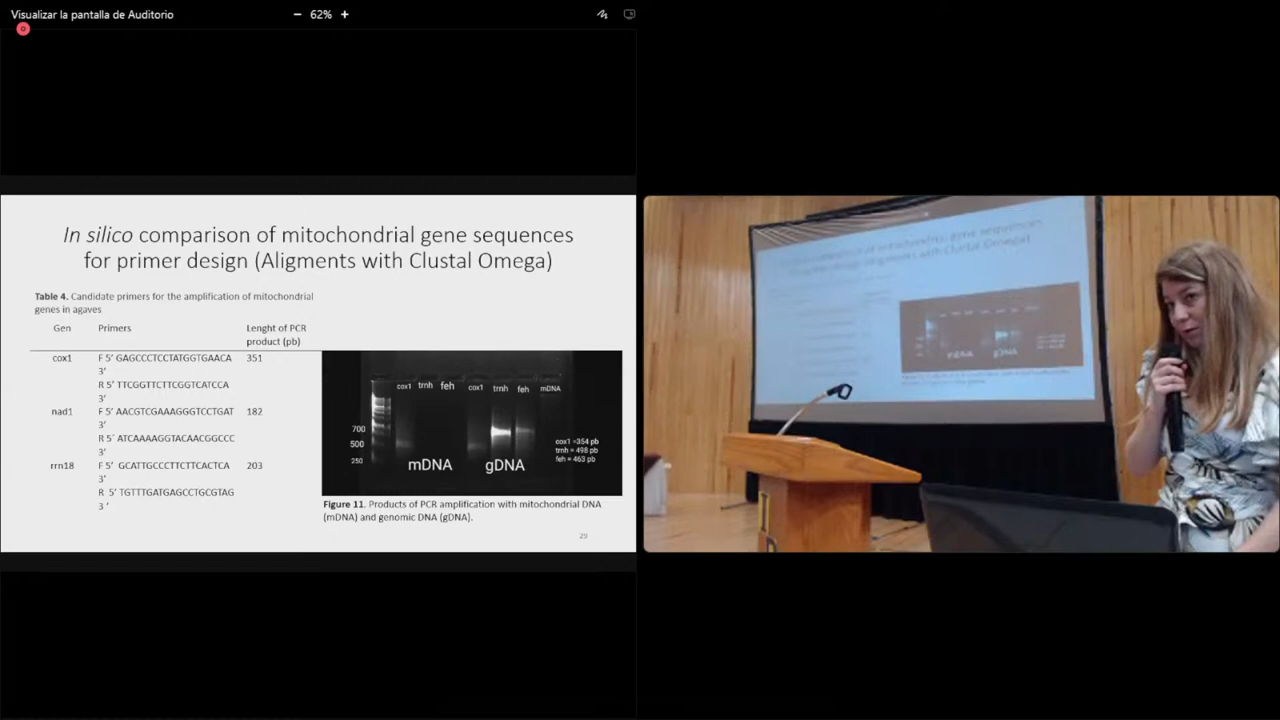 Visualizar la pantalla de Auditorio
− 62% +
In silico comparison of mitochondrial gene sequences
for primer design (Aligments with Clustal Omega)
Table 4. Candidate primers for the amplification of mitochondrial
genes in agaves
Gen Primers Lenght of PCR
product (pb)
cox1 F 5’ GAGCCCTCCTATGGTGAACA 351
3’
R 5’ TTCGGTTCTTCGGTCATCCA
3’
nad1 F 5’ AACGTCGAAAGGGTCCTGAT 182
3’
R 5´ ATCAAAAGGTACAACGGCCC
3’
rrn18 F 5’ GCATTGCCCTTCTTCACTCA 203
3’
R 5’ TGTTTGATGAGCCTGCGTAG
3 ’
cox1 trnh feh cox1 trnh feh mDNA
700
500
250
mDNA gDNA
cox1 =354 pb
trnh = 498 pb
feh = 463 pb
Figure 11. Products of PCR amplification with mitochondrial DNA
(mDNA) and genomic DNA (gDNA).
29
mDNA gDNA